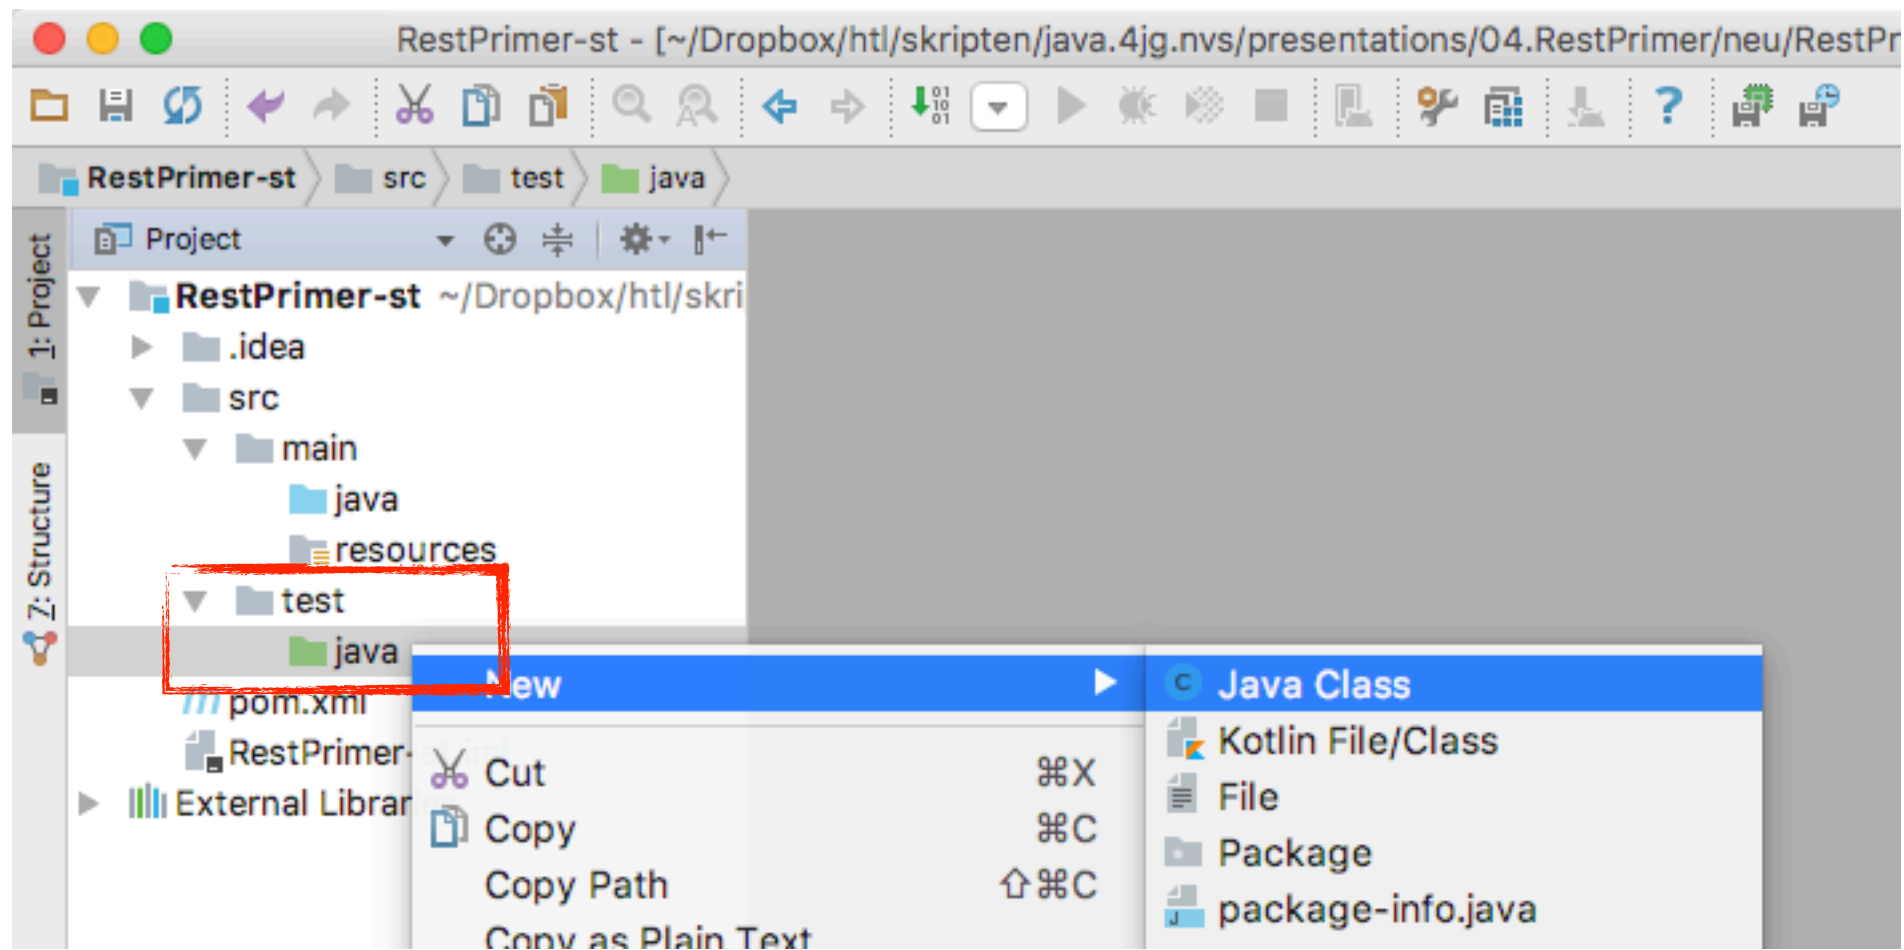 RestPrimer-st - [~/Dropbox/htl/skripten/java.4jg.nvs/presentations/04.RestPrimer/neu/RestPr
RestPrimer-st src test java
Project
1: Project
7: Structure
RestPrimer-st ~/Dropbox/htl/skri
.idea
src
main
java
resources
test
java
pom.xml
RestPrimer-
External Librar
New
Cut ⌘X
Copy ⌘C
Copy Path ⇧⌘C
Copy as Plain Text
Java Class
Kotlin File/Class
File
Package
package-info.java